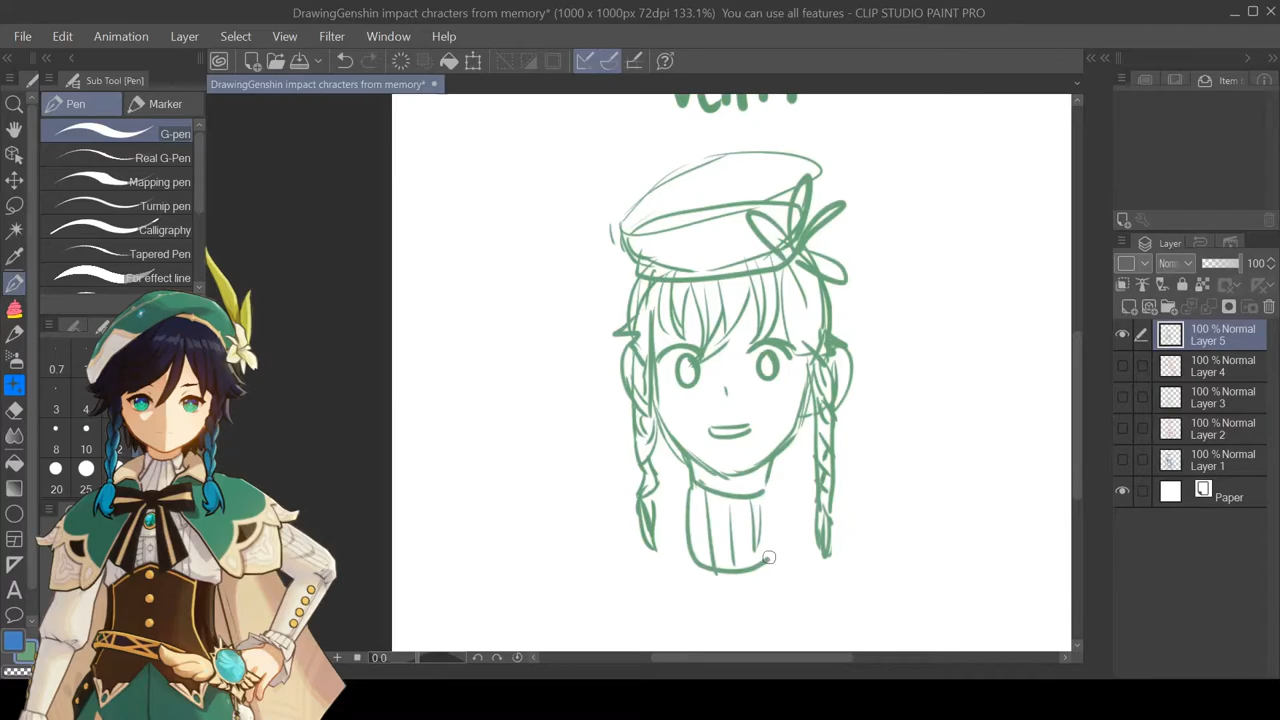 DrawingGenshin impact chracters from memory* (1000 x 1000px 72dpi 133.1%)  You can use all features - CLIP STUDIO PAINT PRO
File Edit Animation Layer Select View Filter Window Help
Sub Tool [Pen]
DrawingGenshin impact chracters from memory*
Item
Pen
Marker
G-pen
Real G-Pen
Mapping pen
Turnip pen
Calligraphy
Tapered Pen
For effect line
Layer
Norm
100
100 % Normal
Layer 5
100 % Normal
Layer 4
100 % Normal
Layer 3
100 % Normal
Layer 2
100 % Normal
Layer 1
Paper
0.7
3 4
8 10 12
20 25
0 0